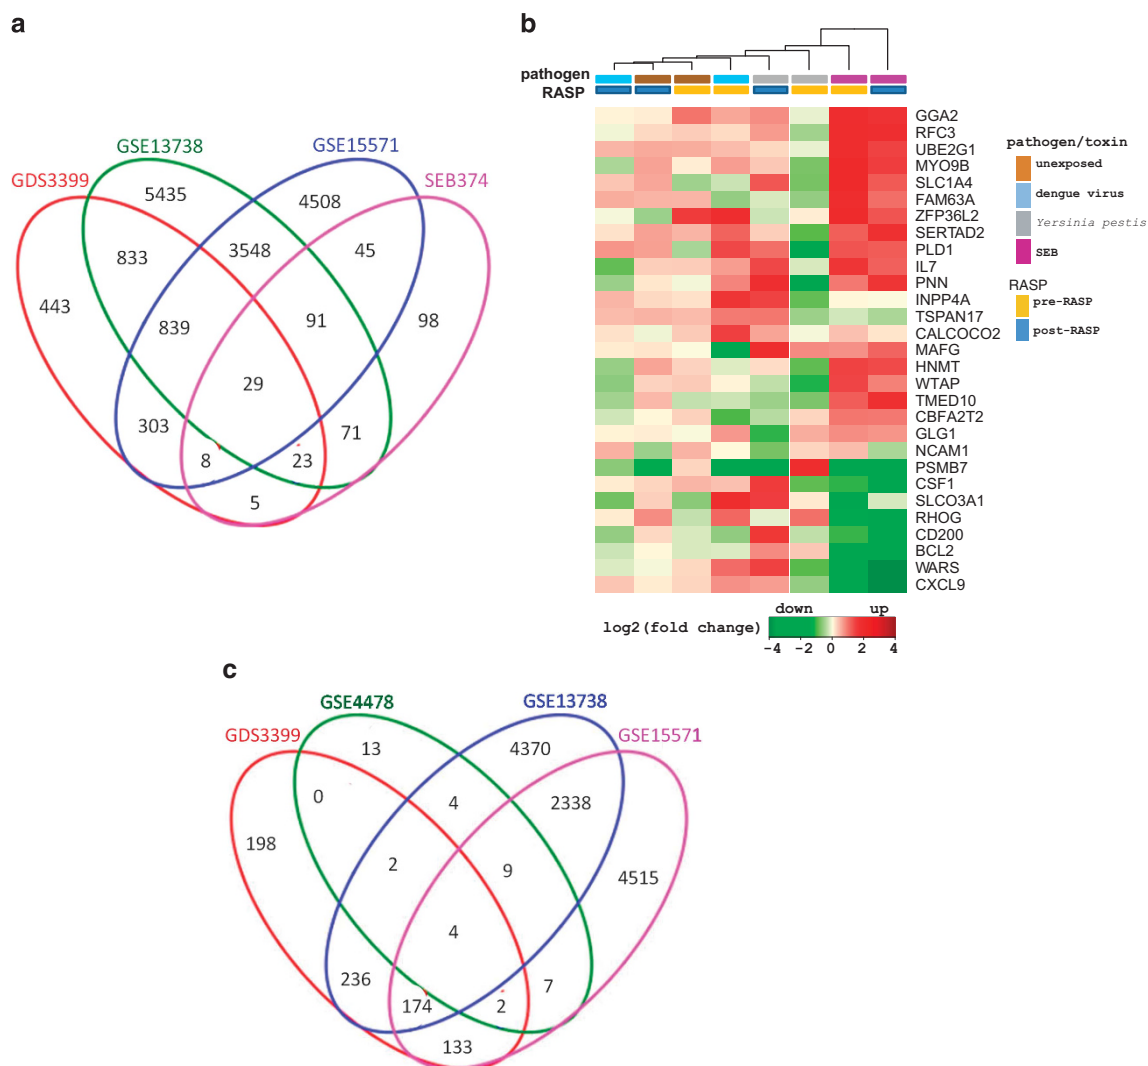 a
GDS3399
GSE13738
GSE15571
SEB374
5435
4508
833
3548
45
443
839
91
98
29
303
71
8
23
5
b
pathogen
RASP
GGA2
RFC3
UBE2G1
MYO9B
SLC1A4
FAM63A
ZFP36L2
SERTAD2
PLD1
IL7
PNN
INPP4A
TSPAN17
CALCOCO2
MAFG
HNMT
WTAP
TMED10
CBFA2T2
GLG1
NCAM1
PSMB7
CSF1
SLCO3A1
RHOG
CD200
BCL2
WARS
CXCL9
pathogen/toxin
unexposed
dengue virus
Yersinia pestis
SEB
RASP
pre-RASP
post-RASP
down up
log2(fold change)
-4 -2 0 2 4
c
GDS3399
GSE4478
GSE13738
GSE15571
13
4370
0
4
2338
198
2
9
4515
4
236
7
174
2
133